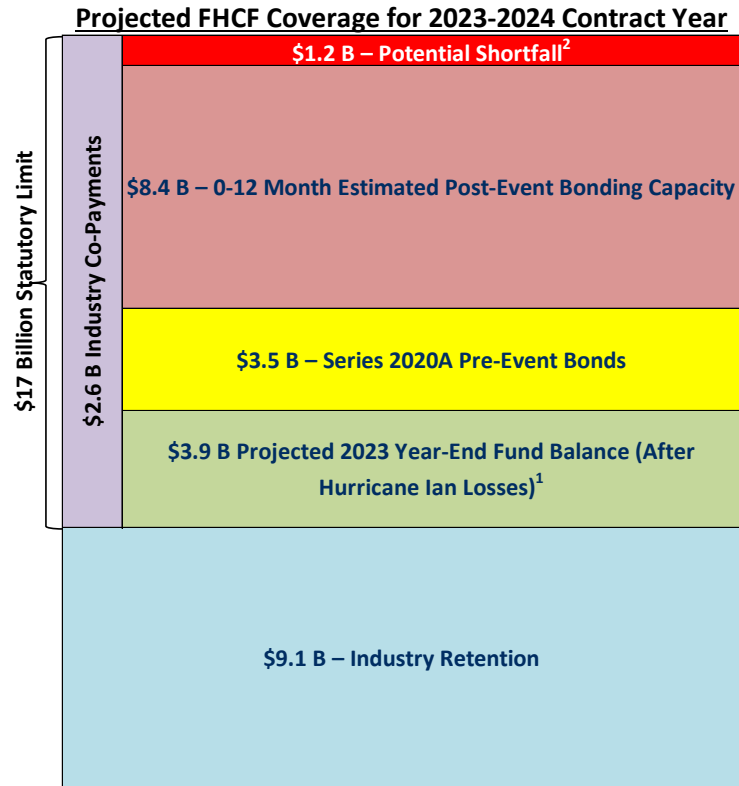 Projected FHCF Coverage for 2023-2024 Contract Year
$17 Billion Statutory Limit
$2.6 B Industry Co-Payments
$1.2 B – Potential Shortfall2
$8.4 B – 0-12 Month Estimated Post-Event Bonding Capacity
$3.5 B – Series 2020A Pre-Event Bonds
$3.9 B Projected 2023 Year-End Fund Balance (After
Hurricane Ian Losses)1
$9.1 B – Industry Retention